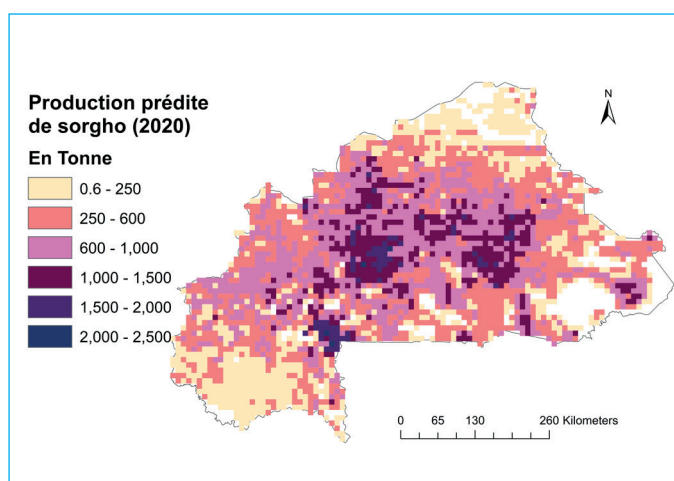 Production prédite
de sorgho (2020)
En Tonne
0.6 - 250
250 - 600
600 - 1,000
1,000 - 1,500
1,500 - 2,000
2,000 - 2,500
N
0 65 130 260 Kilometers